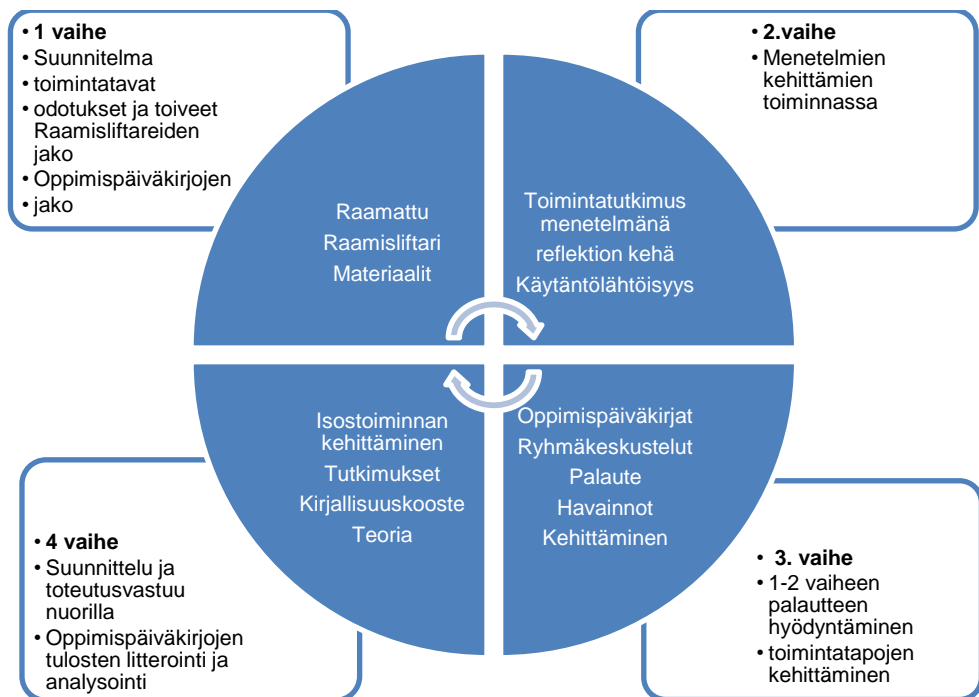 • 1 vaihe
• Suunnitelma
• toimintatavat
• odotukset ja toiveet
Raamisliftareiden
jako
• Oppimispäiväkirjojen
• jako
• 2.vaihe
• Menetelmien
kehittämien
toiminnassa
Raamattu
Raamisliftari
Materiaalit
Toimintatutkimus
menetelmänä
reflektion kehä
Käytäntölähtöisyys
Isostoiminnan
kehittäminen
Tutkimukset
Kirjallisuuskooste
Teoria
Oppimispäiväkirjat
Ryhmäkeskustelut
Palaute
Havainnot
Kehittäminen
• 4 vaihe
• Suunnittelu ja
toteutusvastuu
nuorilla
• Oppimispäiväkirjojen
tulosten litterointi ja
analysointi
• 3. vaihe
• 1-2 vaiheen
palautteen
hyödyntäminen
• toimintatapojen
kehittäminen